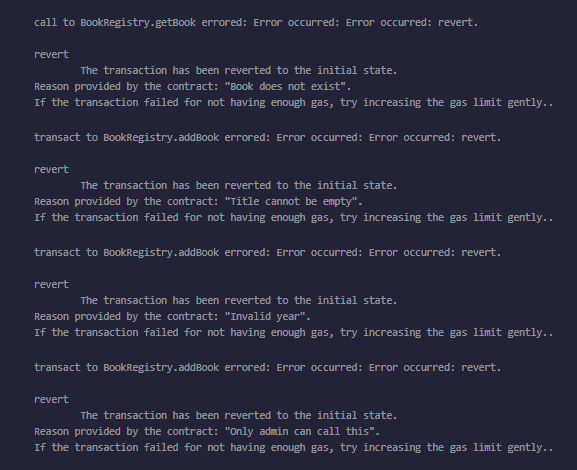 call to BookRegistry.getBook errored: Error occurred: Error occurred: revert.
revert
The transaction has been reverted to the initial state.
Reason provided by the contract: "Book does not exist".
If the transaction failed for not having enough gas, try increasing the gas limit gently..
transact to BookRegistry.addBook errored: Error occurred: Error occurred: revert.
revert
The transaction has been reverted to the initial state.
Reason provided by the contract: "Title cannot be empty".
If the transaction failed for not having enough gas, try increasing the gas limit gently..
transact to BookRegistry.addBook errored: Error occurred: Error occurred: revert.
revert
The transaction has been reverted to the initial state.
Reason provided by the contract: "Invalid year".
If the transaction failed for not having enough gas, try increasing the gas limit gently..
transact to BookRegistry.addBook errored: Error occurred: Error occurred: revert.
revert
The transaction has been reverted to the initial state.
Reason provided by the contract: "Only admin can call this".
If the transaction failed for not having enough gas, try increasing the gas limit gently..